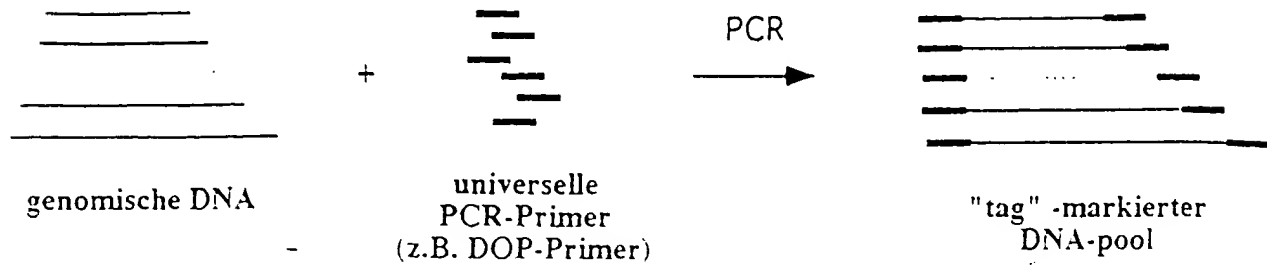 +
PCR
genomische DNA
universelle
PCR-Primer
(z.B. DOP-Primer)
"tag" -markierter
DNA-pool